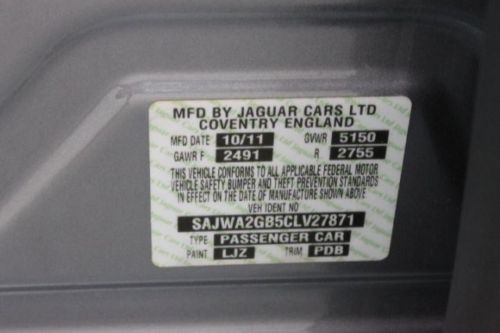 MFD BY JAGUAR CARS LTD
COVENTRY ENGLAND
MFD DATE 10/11 GVWR 5150
GAWR F 2491 R 2755
THIS VEHICLE CONFORMS TO ALL APPLICABLE FEDERAL MOTOR
VEHICLE SAFETY BUMPER AND THEFT PREVENTION STANDARDS
IN EFFECT ON THE DATE OF MANUFACTURE SHOWN ABOVE
VEH IDENT NO
SAJWA2GB5CLV27871
TYPE PASSENGER CAR
PAINT LJZ TRIM PDB